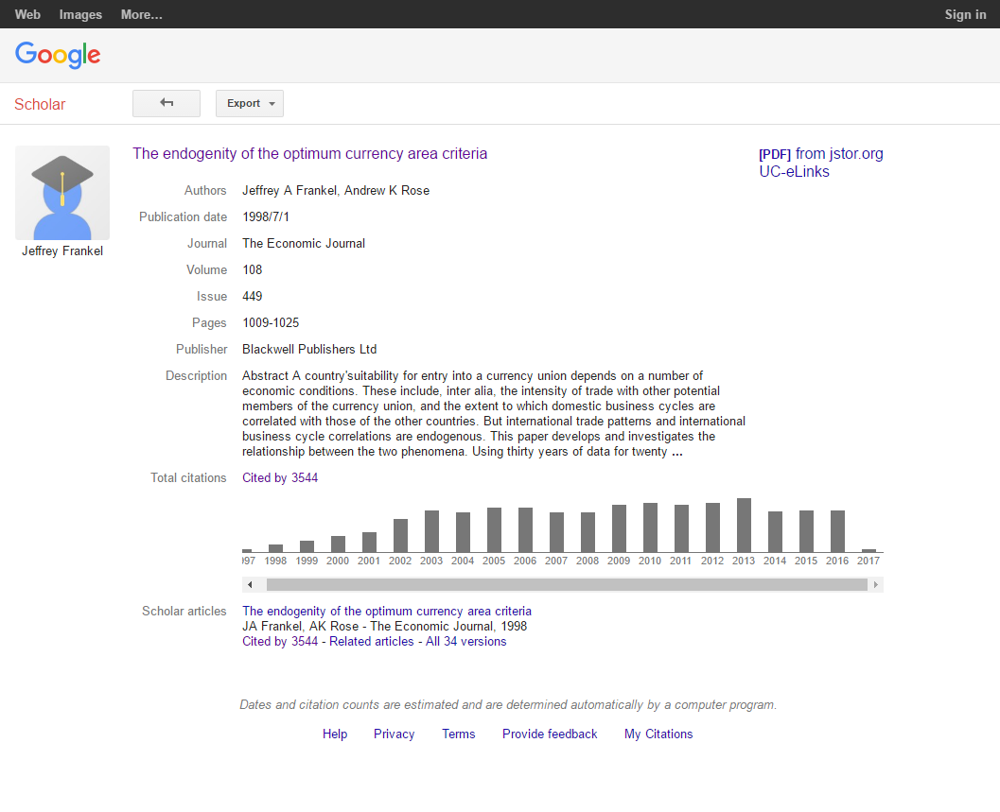 Web Images More... Sign in
Google
Scholar Export
The endogenity of the optimum currency area criteria
[PDF] from jstor.org
UC-eLinks
Jeffrey Frankel
Authors Jeffrey A Frankel, Andrew K Rose
Publication date 1998/7/1
Journal The Economic Journal
Volume 108
Issue 449
Pages 1009-1025
Publisher Blackwell Publishers Ltd
Description Abstract A country'suitability for entry into a currency union depends on a number of
economic conditions. These include, inter alia, the intensity of trade with other potential
members of the currency union, and the extent to which domestic business cycles are
correlated with those of the other countries. But international trade patterns and international
business cycle correlations are endogenous. This paper develops and investigates the
relationship between the two phenomena. Using thirty years of data for twenty ...
Total citations Cited by 3544
97 1998 1999 2000 2001 2002 2003 2004 2005 2006 2007 2008 2009 2010 2011 2012 2013 2014 2015 2016 2017
Scholar articles The endogenity of the optimum currency area criteria
JA Frankel, AK Rose - The Economic Journal, 1998
Cited by 3544 - Related articles - All 34 versions
Dates and citation counts are estimated and are determined automatically by a computer program.
Help Privacy Terms Provide feedback My Citations